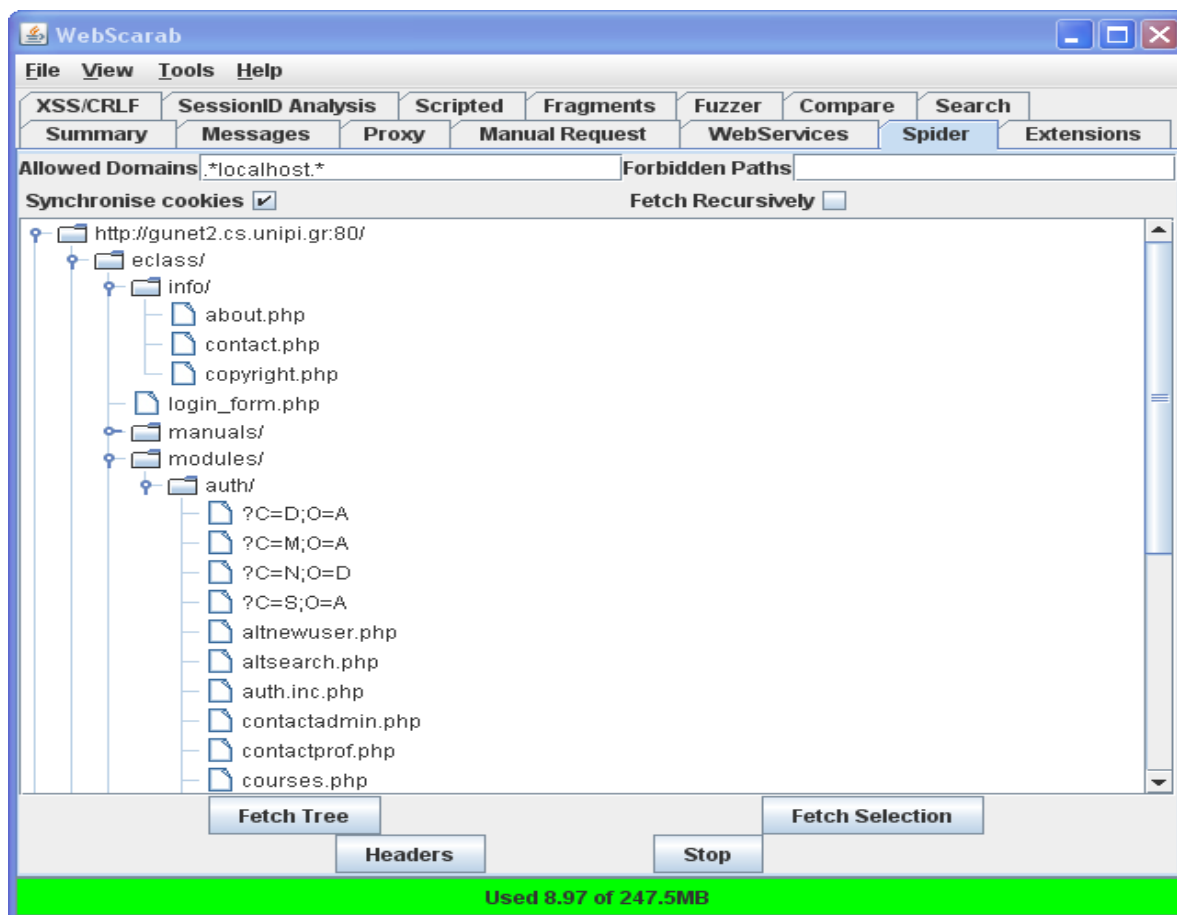 WebScarab
File View Tools Help
XSS/CRLF SessionID Analysis Scripted Fragments Fuzzer Compare Search
Summary Messages Proxy Manual Request WebServices Spider Extensions
Allowed Domains .*localhost.* Forbidden Paths
Synchronise cookies Fetch Recursively
http://gunet2.cs.unipi.gr:80/
eclass/
info/
about.php
contact.php
copyright.php
login_form.php
manuals/
modules/
auth/
?C=D;O=A
?C=M;O=A
?C=N;O=D
?C=S;O=A
altnewuser.php
altsearch.php
auth.inc.php
contactadmin.php
contactprof.php
courses.php
Fetch Tree Fetch Selection
Headers Stop
Used 8.97 of 247.5MB